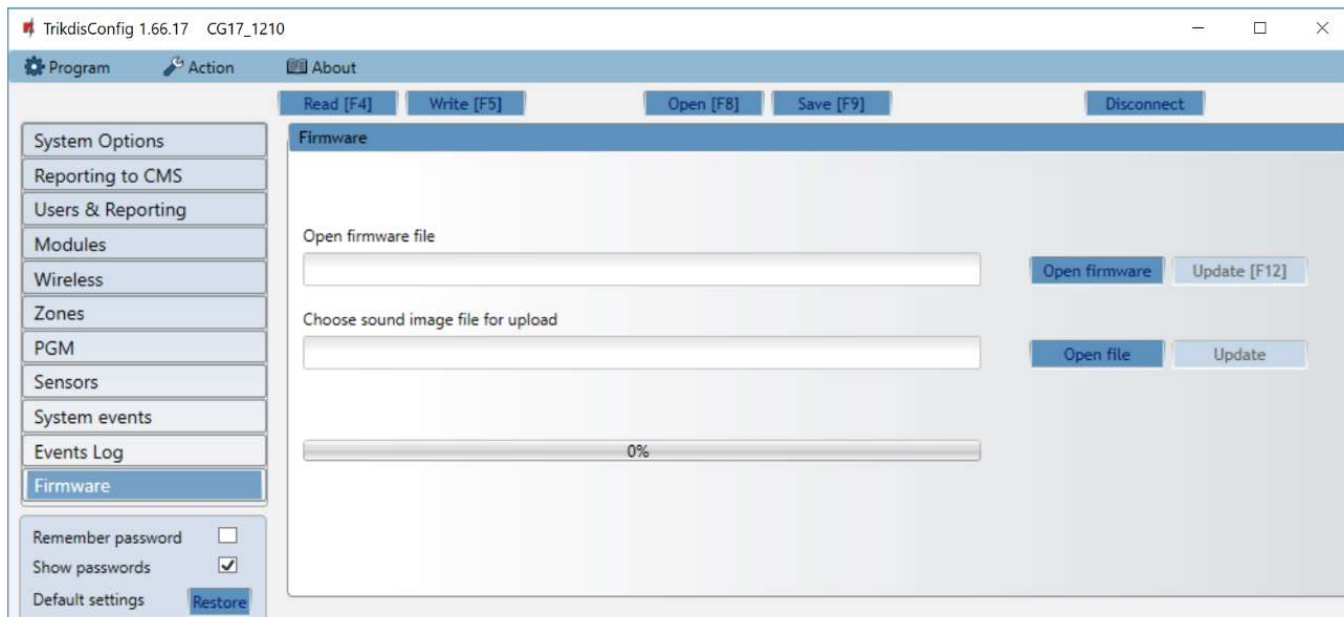 TrikdisConfig 1.66.17 CG17_1210
Program Action About
Read [F4] Write [F5] Open [F8] Save [F9] Disconnect
System Options
Reporting to CMS
Users & Reporting
Modules
Wireless
Zones
PGM
Sensors
System events
Events Log
Firmware
Remember password
Show passwords
Default settings Restore
Firmware
Open firmware file
Open firmware Update [F12]
Choose sound image file for upload
Open file Update
0%